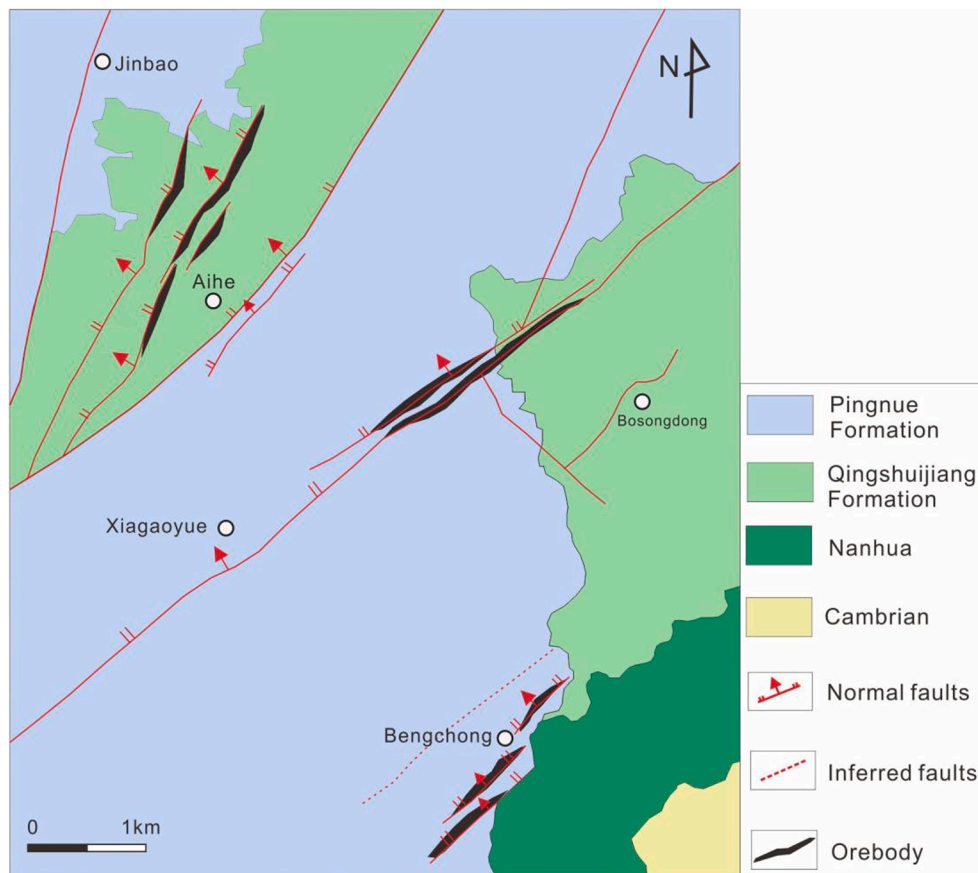 Jinbao
N
Aihe
Bosongdong
Xiagaoyue
Bengchong
0 1km
Pingnue
Formation
Qingshuijiang
Formation
Nanhua
Cambrian
Normal faults
Inferred faults
Orebody